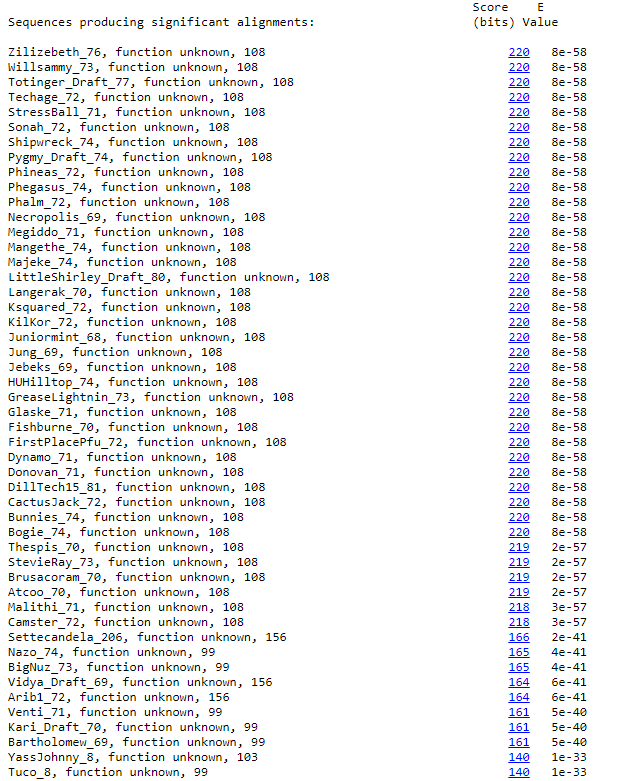 Score E
Sequences producing significant alignments: (bits) Value
Zilizebeth_76, function unknown, 108 220 8e-58
Willsammy_73, function unknown, 108 220 8e-58
Totinger_Draft_77, function unknown, 108 220 8e-58
Techage_72, function unknown, 108 220 8e-58
StressBall_71, function unknown, 108 220 8e-58
Sonah_72, function unknown, 108 220 8e-58
Shipwreck_74, function unknown, 108 220 8e-58
Pygmy_Draft_74, function unknown, 108 220 8e-58
Phineas_72, function unknown, 108 220 8e-58
Phegasus_74, function unknown, 108 220 8e-58
Phalm_72, function unknown, 108 220 8e-58
Necropolis_69, function unknown, 108 220 8e-58
Megiddo_71, function unknown, 108 220 8e-58
Mangethe_74, function unknown, 108 220 8e-58
Majeke_74, function unknown, 108 220 8e-58
LittleShirley_Draft_80, function unknown, 108 220 8e-58
Langerak_70, function unknown, 108 220 8e-58
Ksquared_72, function unknown, 108 220 8e-58
KilKor_72, function unknown, 108 220 8e-58
Juniormint_68, function unknown, 108 220 8e-58
Jung_69, function unknown, 108 220 8e-58
Jebeks_69, function unknown, 108 220 8e-58
HUHilltop_74, function unknown, 108 220 8e-58
GreaseLightnin_73, function unknown, 108 220 8e-58
Glaske_71, function unknown, 108 220 8e-58
Fishburne_70, function unknown, 108 220 8e-58
FirstPlacePfu_72, function unknown, 108 220 8e-58
Dynamo_71, function unknown, 108 220 8e-58
Donovan_71, function unknown, 108 220 8e-58
DillTech15_81, function unknown, 108 220 8e-58
CactusJack_72, function unknown, 108 220 8e-58
Bunnies_74, function unknown, 108 220 8e-58
Bogie_74, function unknown, 108 220 8e-58
Thespis_70, function unknown, 108 219 2e-57
StevieRay_73, function unknown, 108 219 2e-57
Brusacoram_70, function unknown, 108 219 2e-57
Atcoo_70, function unknown, 108 219 2e-57
Malithi_71, function unknown, 108 218 3e-57
Camster_72, function unknown, 108 218 3e-57
Settecandela_206, function unknown, 156 166 2e-41
Nazo_74, function unknown, 99 165 4e-41
BigNuz_73, function unknown, 99 165 4e-41
Vidya_Draft_69, function unknown, 156 164 6e-41
Arib1_72, function unknown, 156 164 6e-41
Venti_71, function unknown, 99 161 5e-40
Kari_Draft_70, function unknown, 99 161 5e-40
Bartholomew_69, function unknown, 99 161 5e-40
YassJohnny_8, function unknown, 103 140 1e-33
Tuco_8, function unknown, 99 140 1e-33